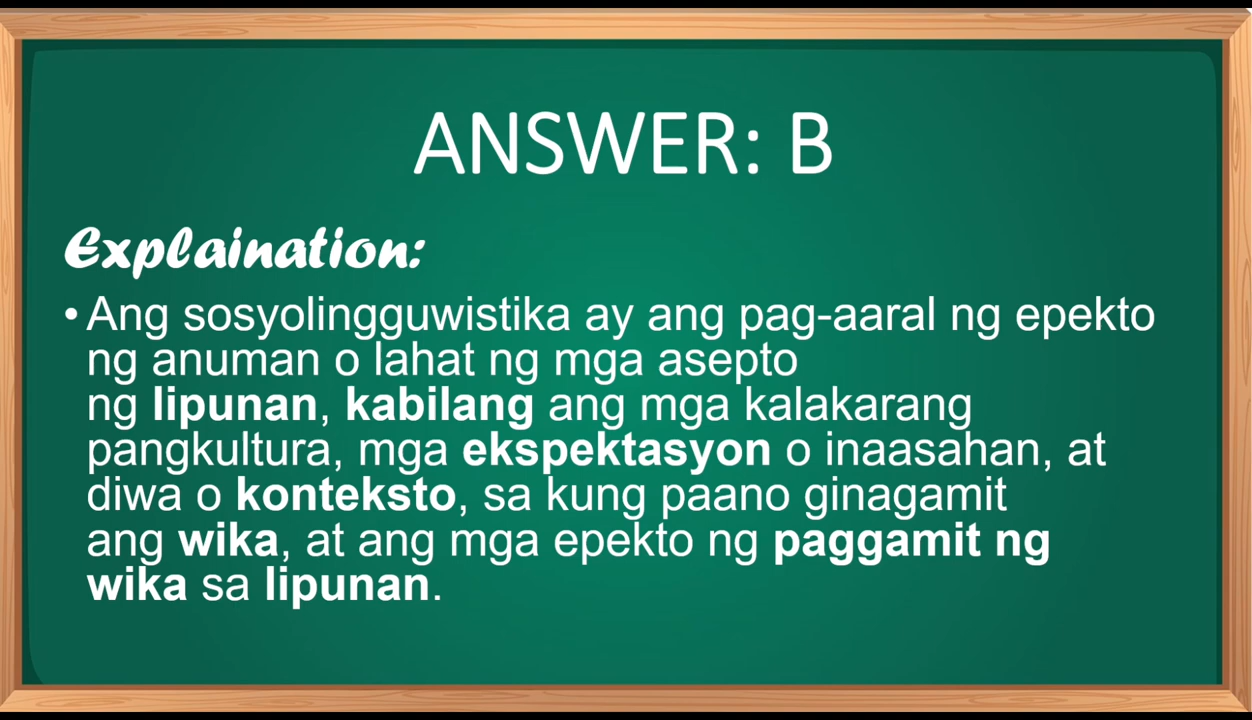 ANSWER: B
Explaination:
• Ang sosyolingguwistika ay ang pag-aaral ng epekto
ng anuman o lahat ng mga asepto
ng lipunan, kabilang ang mga kalakarang
pangkultura, mga ekspektasyon o inaasahan, at
diwa o konteksto, sa kung paano ginagamit
ang wika, at ang mga epekto ng paggamit ng
wika sa lipunan.